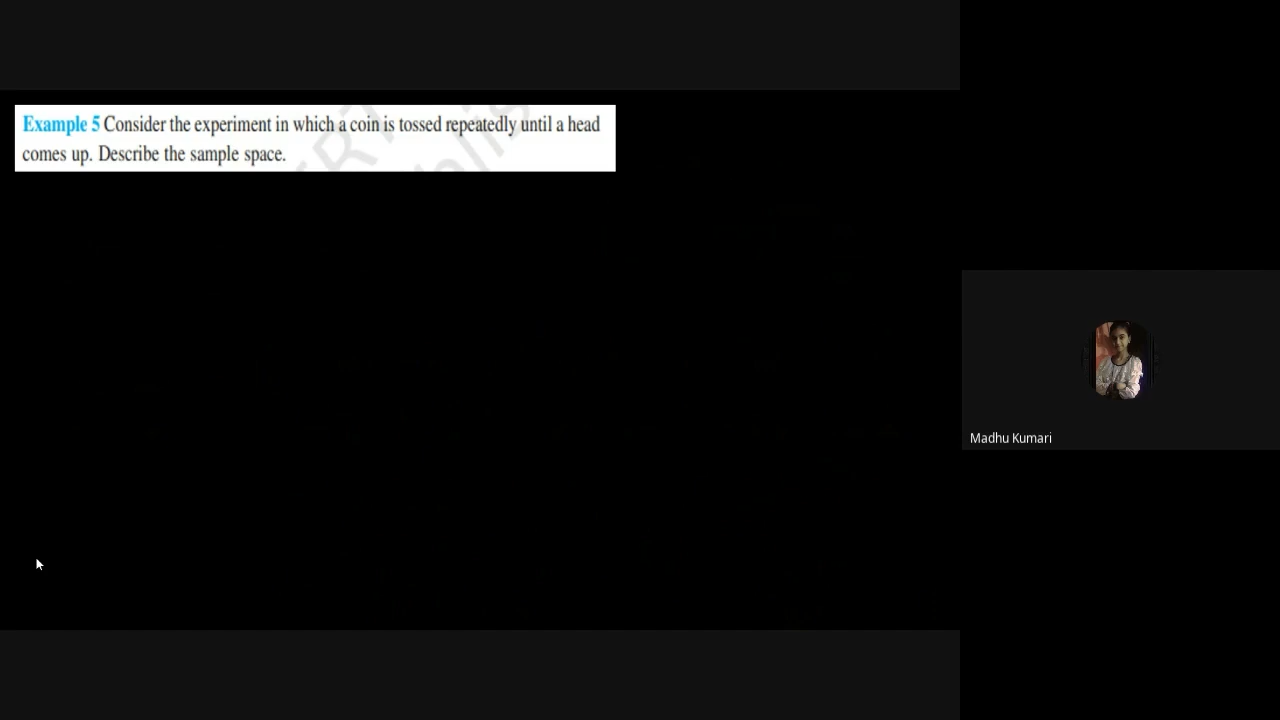 Example 5 Consider the experiment in which a coin is tossed repeatedly until a head
comes up. Describe the sample space.
Madhu Kumari